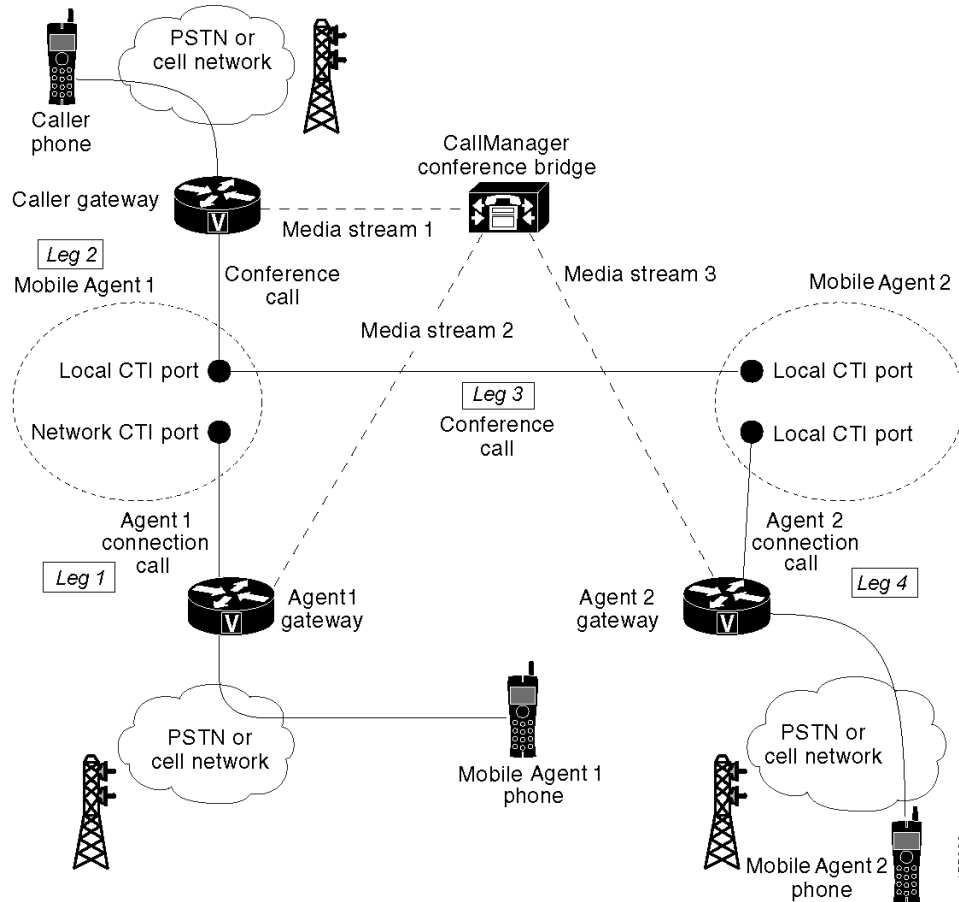 PSTN or
cell network
Caller
phone
CallManager
conference bridge
Caller gateway
V
Media stream 1
Leg 2
Mobile Agent 1
Conference
call
Media stream 3
Mobile Agent 2
Media stream 2
Local CTI port
Local CTI port
Leg 3
Conference
call
Network CTI port
Local CTI port
Agent 1
connection
call
Leg 1
Agent 2
connection
call
Leg 4
Agent1
gateway
V
Agent 2
gateway
V
PSTN or
cell network
Mobile Agent 1
phone
PSTN or
cell network
Mobile Agent 2
phone